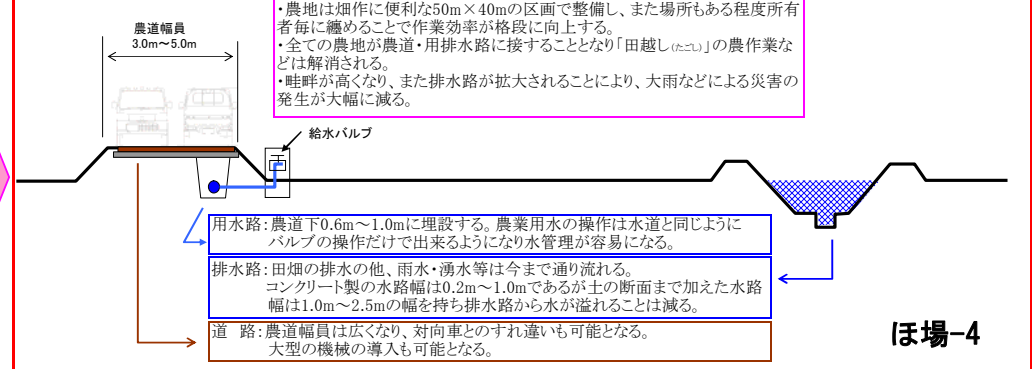 ・農地は畑作に便利な50m×40mの区画で整備し、また場所もある程度所有
者毎に纏めることで作業効率が格段に向上する。
・全ての農地が農道・用排水路に接することとなり「田越し(たごし)」の農作業な
どは解消される。
・畦畔が高くなり、また排水路が拡大されることにより、大雨などによる災害の
発生が大幅に減る。
農道幅員
3.0m～5.0m
給水バルブ
用水路：農道下0.6m～1.0mに埋設する。農業用水の操作は水道と同じように
バルブの操作だけで出来るようになり水管理が容易になる。
排水路：田畑の排水の他、雨水・湧水等は今まで通り流れる。
コンクリート製の水路幅は0.2m～1.0mであるが土の断面まで加えた水路
幅は1.0m～2.5mの幅を持ち排水路から水が溢れることは減る。
道　路：農道幅員は広くなり、対向車とのすれ違いも可能となる。
大型の機械の導入も可能となる。
ほ場-4